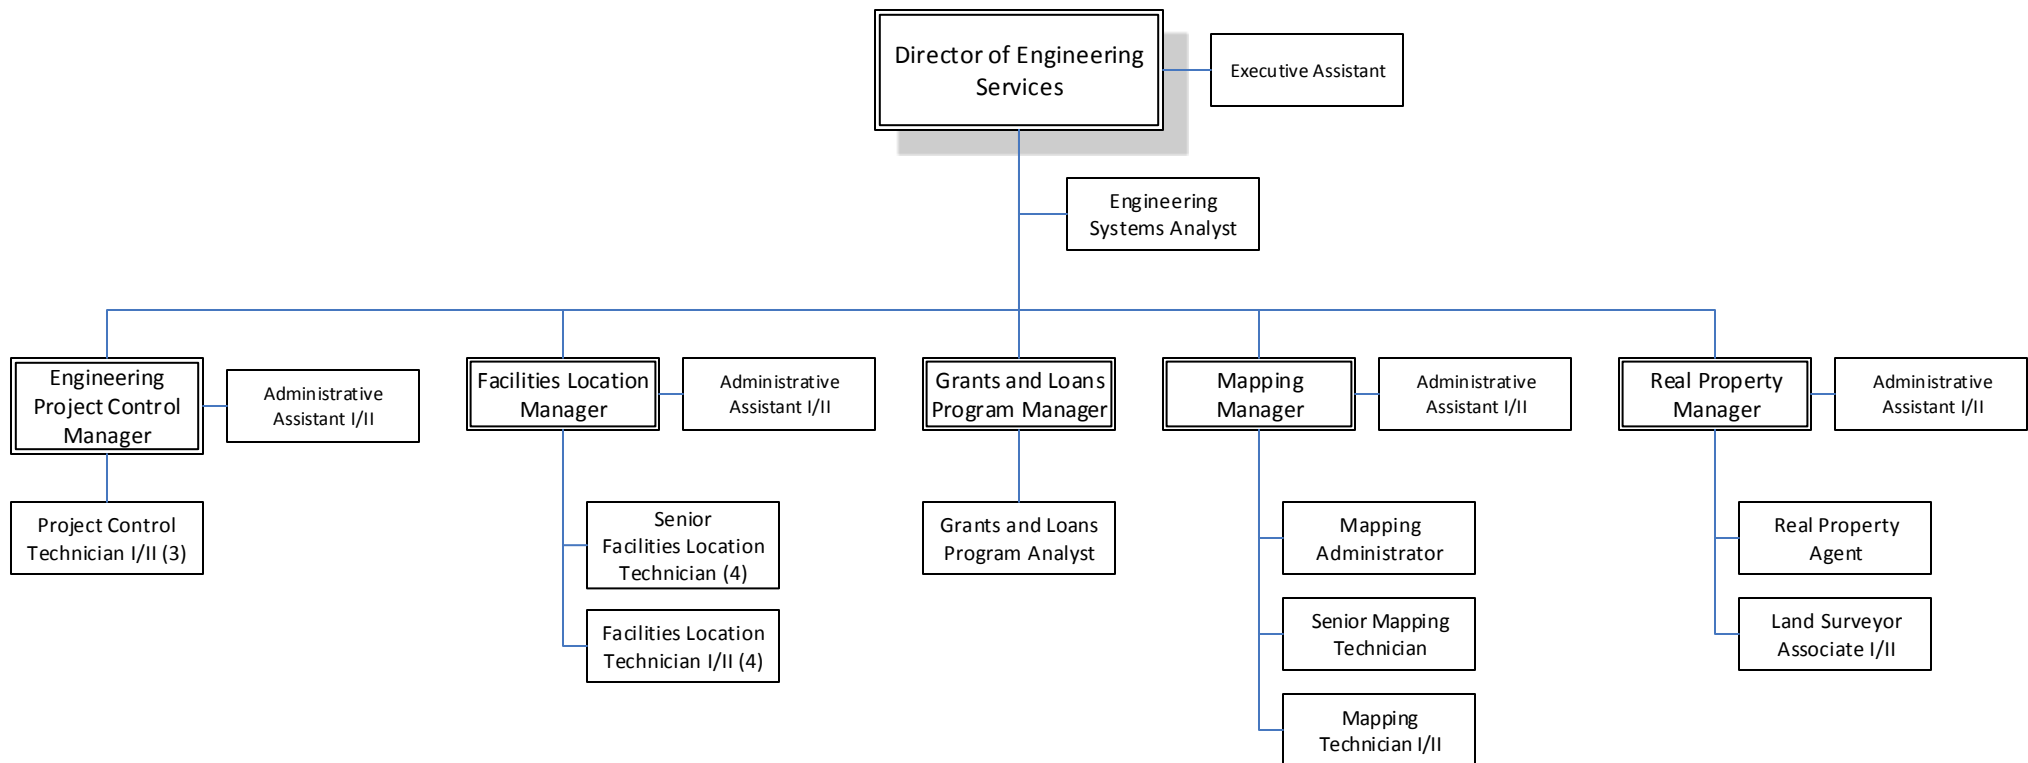 Director of Engineering
Services
Executive Assistant
Engineering
Systems Analyst
Engineering
Project Control
Manager
Administrative
Assistant I/II
Facilities Location
Manager
Administrative
Assistant I/II
Grants and Loans
Program Manager
Mapping
Manager
Administrative
Assistant I/II
Real Property
Manager
Administrative
Assistant I/II
Project Control
Technician I/II (3)
Senior
Facilities Location
Technician (4)
Facilities Location
Technician I/II (4)
Grants and Loans
Program Analyst
Mapping
Administrator
Senior Mapping
Technician
Mapping
Technician I/II
Real Property
Agent
Land Surveyor
Associate I/II